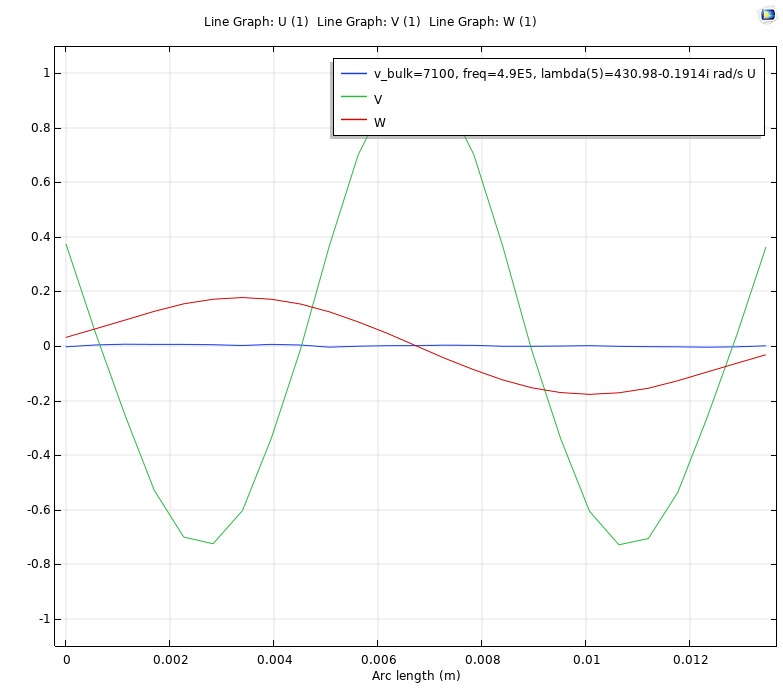 Line Graph: U (1) Line Graph: V (1) Line Graph: W (1)
v_bulk=7100, freq=4.9E5, lambda(5)=430.98-0.1914i rad/s U
V
W
1
0.8
0.6
0.4
0.2
0
-0.2
-0.4
-0.6
-0.8
-1
0 0.002 0.004 0.006 0.008 0.01 0.012
Arc length (m)